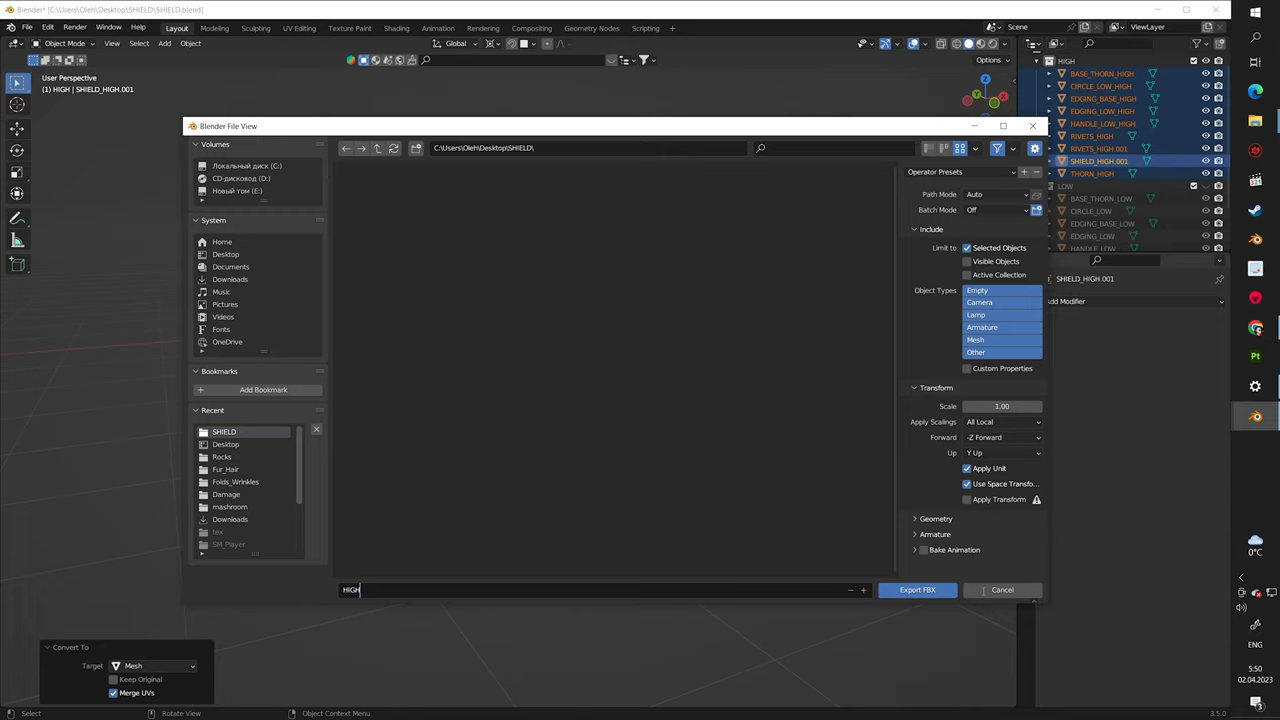 Blender* [C:\Users\Oleh\Desktop\SHIELD\SHIELD.blend]
File Edit Render Window Help Layout Modeling Sculpting UV Editing Texture Paint Shading Animation Rendering Compositing Geometry Nodes Scripting + Scene ViewLayer
Object Mode View Select Add Object Global
Options
User Perspective
(1) HIGH | SHIELD_HIGH.001
Z
Y
X
HIGH
BASE_THORN_HIGH
CIRCLE_LOW_HIGH
EDGING_BASE_HIGH
EDGING_LOW_HIGH
HANDLE_LOW_HIGH
RIVETS_HIGH
RIVETS_HIGH.001
SHIELD_HIGH.001
THORN_HIGH
LOW
BASE_THORN_LOW
CIRCLE_LOW
EDGING_BASE_LOW
EDGING_LOW
HANDLE_LOW
SHIELD_HIGH.001
Add Modifier
Blender File View
Volumes
Локальный диск (C:)
CD-дисковод (D:)
Новый том (E:)
System
Home
Desktop
Documents
Downloads
Music
Pictures
Videos
Fonts
OneDrive
Bookmarks
+ Add Bookmark
Recent
SHIELD
Desktop
Rocks
Fur_Hair
Folds_Wrinkles
Damage
mashroom
Downloads
tex
SM_Player
C:\Users\Oleh\Desktop\SHIELD\
Operator Presets
Path Mode Auto
Batch Mode Off
Include
Limit to Selected Objects
Visible Objects
Active Collection
Object Types Empty
Camera
Lamp
Armature
Mesh
Other
Custom Properties
Transform
Scale 1.00
Apply Scalings All Local
Forward -Z Forward
Up Y Up
Apply Unit
Use Space Transfo...
Apply Transform
Geometry
Armature
Bake Animation
HIGH
Export FBX Cancel
Convert To
Target Mesh
Keep Original
Merge UVs
Select Rotate View Object Context Menu 3.5.0
Pt
0°C
ENG
5:50
02.04.2023